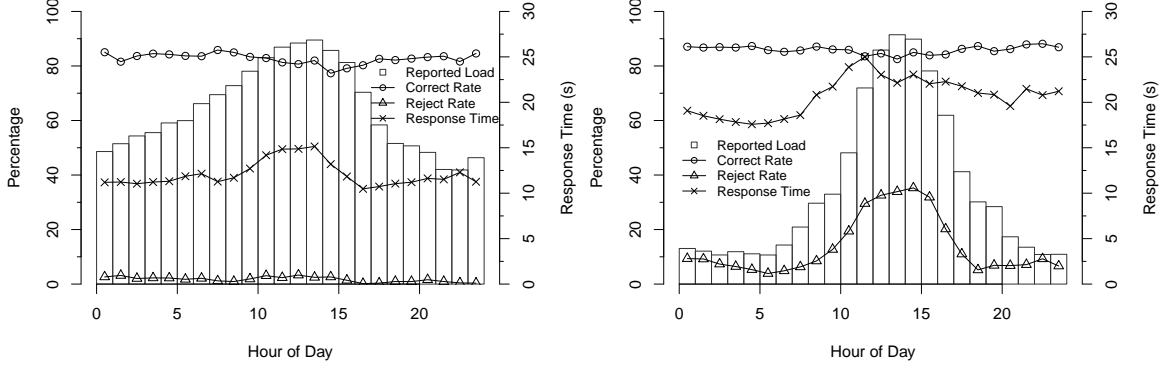 100
80
60
40
20
0
Percentage
30
25
20
15
10
5
0
Response Time (s)
Reported Load
Correct Rate
Reject Rate
Response Time
0 5 10 15 20
Hour of Day
100
80
60
40
20
0
Percentage
30
25
20
15
10
5
0
Response Time (s)
Reported Load
Correct Rate
Reject Rate
Response Time
0 5 10 15 20
Hour of Day